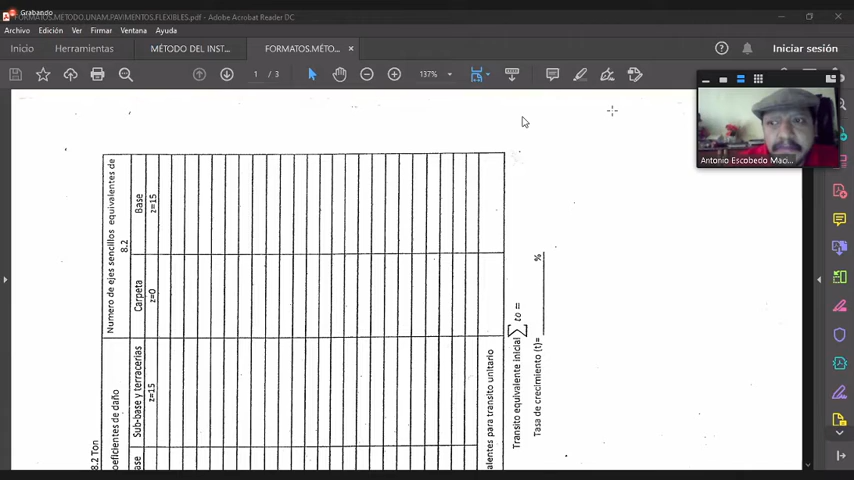 Grabando
FORMATOS.METODO.UNAM.PAVIMENTOS.FLEXIBLES.pdf - Adobe Acrobat Reader DC
Archivo Edición Ver Firmar Ventana Ayuda
Inicio Herramientas MÉTODO DEL INST... FORMATOS.MÉTO... × Iniciar sesión
1 / 3 137%
Antonio Escobedo Maci...
Numero de ejes sencillos equivalentes de
8.2
Carpeta Base
z=0 z=15
8.2 Ton
oeficientes de daño
ase Sub-base y terracerias
z=15
alentes para transito unitario
Transito equivalente inicial [∑ to =
Tasa de crecimiento (t)= %